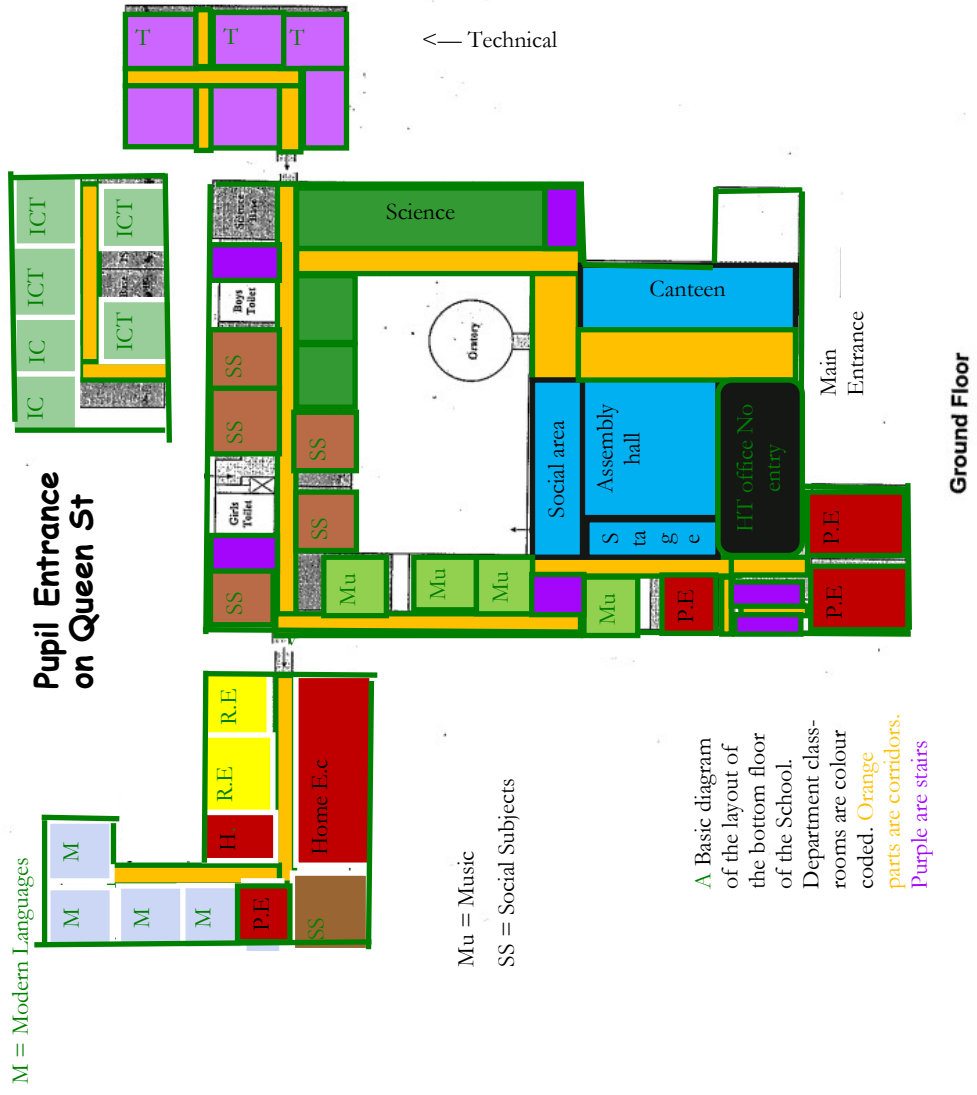 T
T
T
<— Technical
ICT
ICT
IC
IC
ICT
ICT
Pupil Entrance
on Queen St
Science
Base
Boys
Toilet
SS
SS
Girls
Toilet
SS
Science
SS
SS
Oratory
Mu
Mu
Mu
Mu
Canteen
Social area
Assembly
hall
S
ta
g
e
HT office No
entry
P.E
P.E
P.E
Main
Entrance
Ground Floor
M = Modern Languages
M
M
M
M
P.E
R.E
R.E
H.
Home E.c
SS
Mu = Music
SS = Social Subjects
A Basic diagram
of the layout of
the bottom floor
of the School.
Department class-
rooms are colour
coded. Orange
parts are corridors.
Purple are stairs